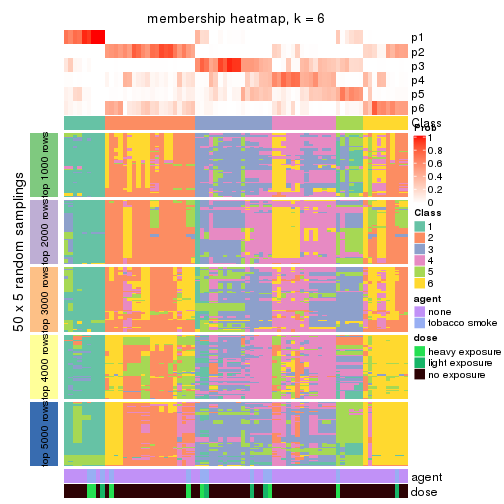 membership heatmap, k = 6
p1
p2
p3
p4
p5
p6
Class
Prob
1
0.8
0.6
0.4
0.2
0
Class
1
2
3
4
5
6
agent
none
tobacco smoke
dose
heavy exposure
light exposure
no exposure
50 x 5 random samplings
top 1000 rows
top 2000 rows
top 3000 rows
top 4000 rows
top 5000 rows
agent
dose